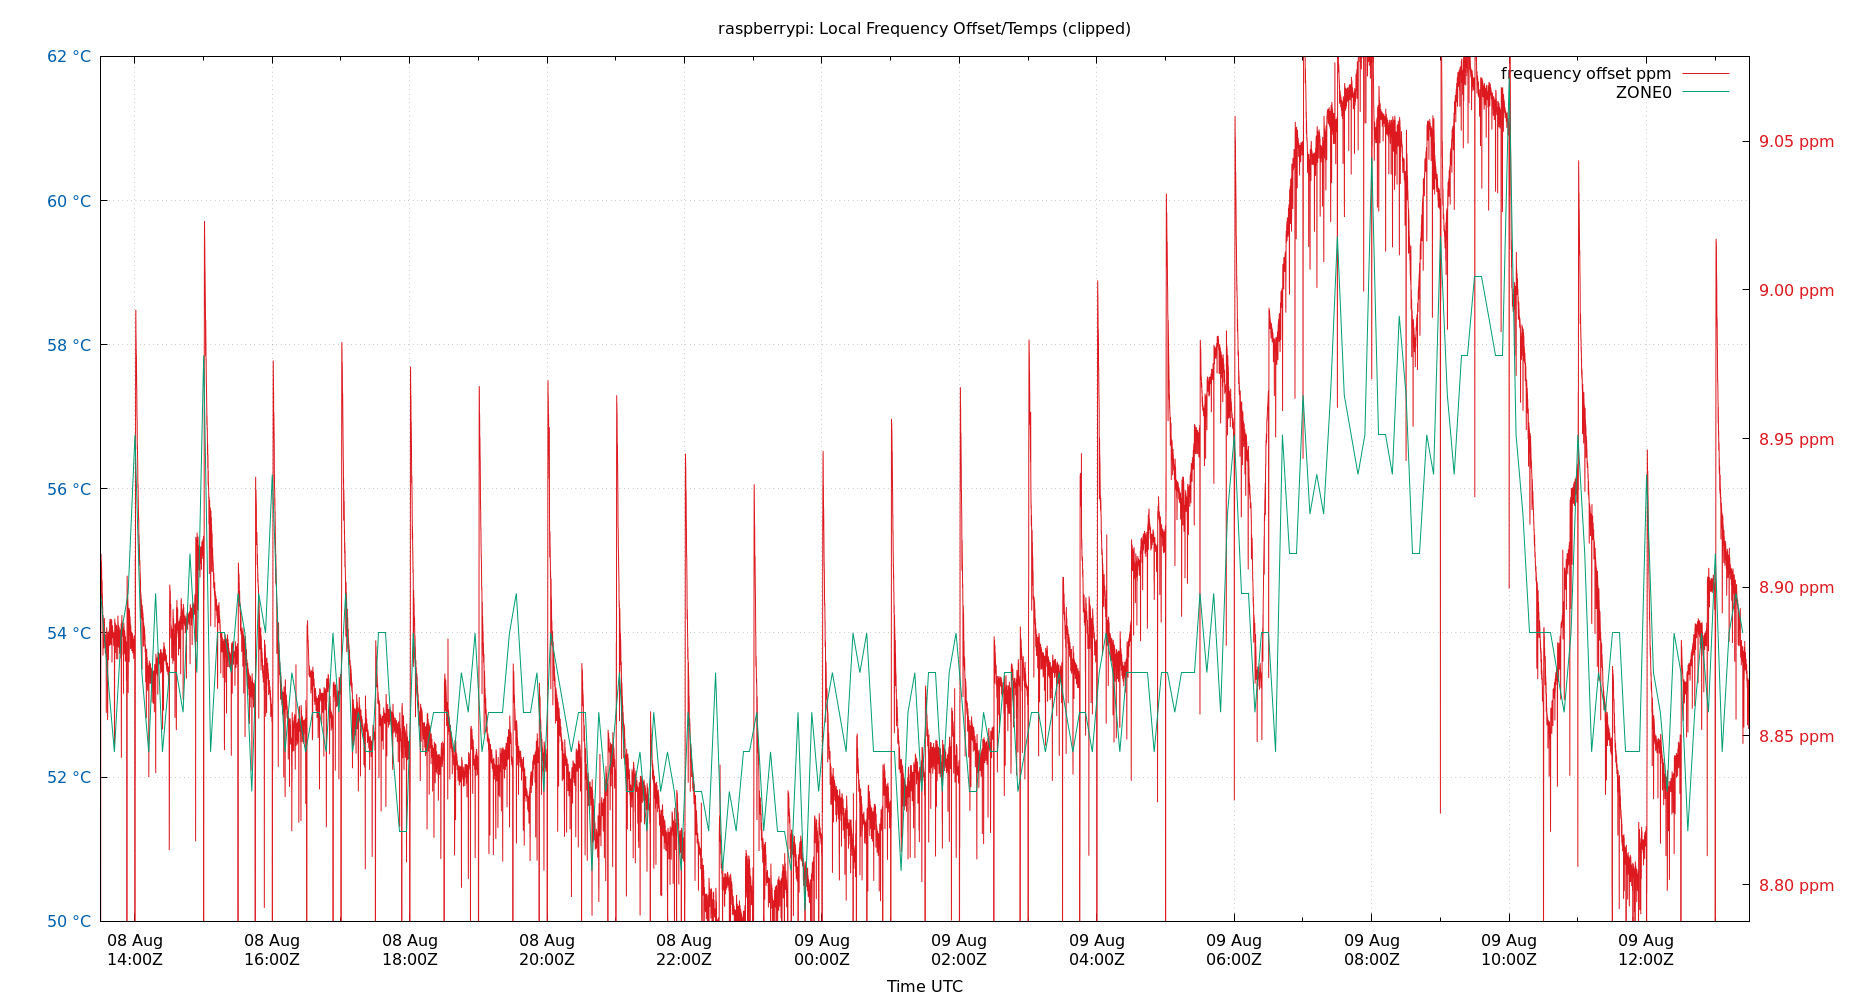 raspberrypi: Local Frequency Offset/Temps (clipped)
62 °C
60 °C
58 °C
56 °C
54 °C
52 °C
50 °C
frequency offset ppm
ZONE0
9.05 ppm
9.00 ppm
8.95 ppm
8.90 ppm
8.85 ppm
8.80 ppm
08 Aug 08 Aug 08 Aug 08 Aug 08 Aug 09 Aug 09 Aug 09 Aug 09 Aug 09 Aug 09 Aug 09 Aug
14:00Z 16:00Z 18:00Z 20:00Z 22:00Z 00:00Z 02:00Z 04:00Z 06:00Z 08:00Z 10:00Z 12:00Z
Time UTC